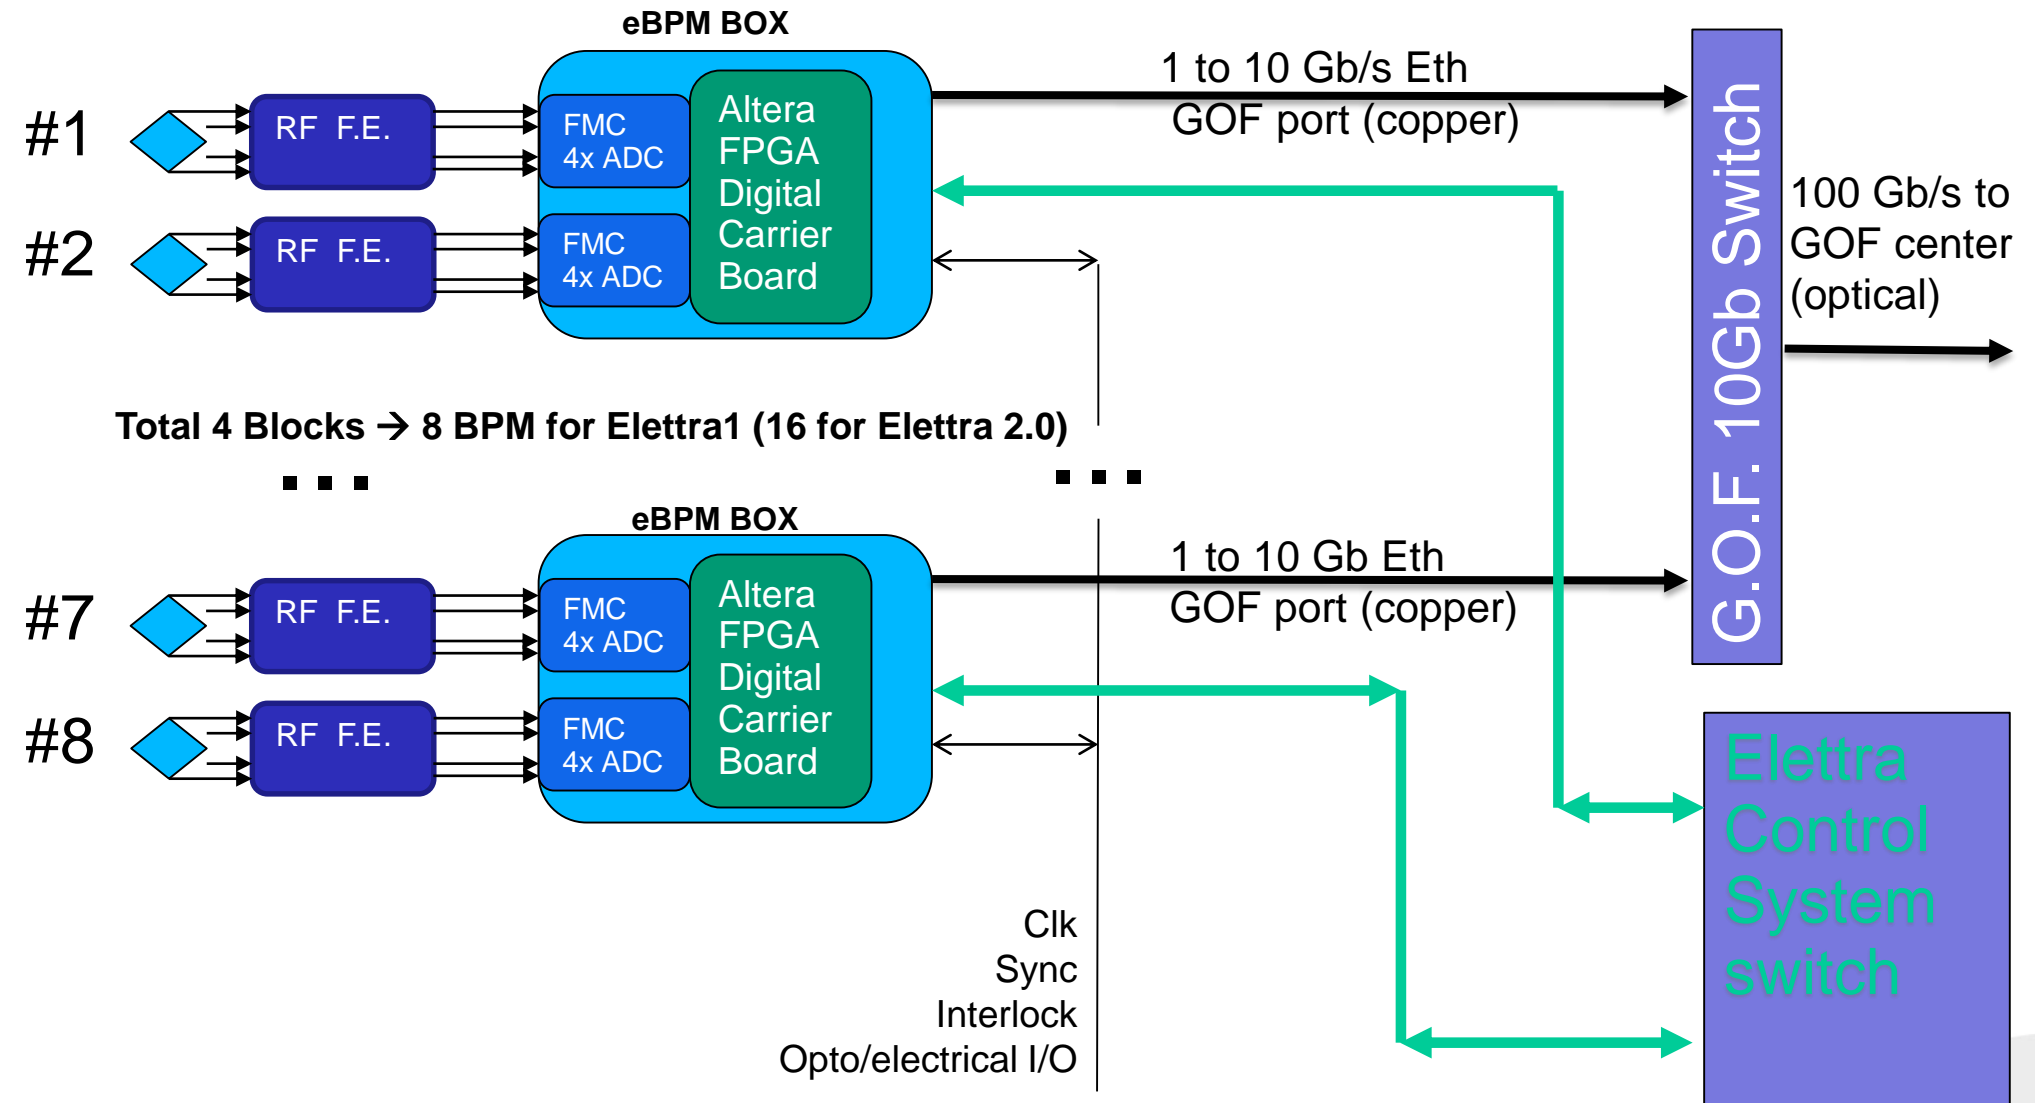 eBPM BOX
#1
RF F.E.
FMC
4x ADC
Altera
FPGA
Digital
Carrier
Board
1 to 10 Gb/s Eth
GOF port (copper)
#2
RF F.E.
FMC
4x ADC
G.O.F. 10Gb Switch
100 Gb/s to
GOF center
(optical)
Total 4 Blocks → 8 BPM for Elettra1 (16 for Elettra 2.0)
...
...
eBPM BOX
#7
RF F.E.
FMC
4x ADC
Altera
FPGA
Digital
Carrier
Board
1 to 10 Gb Eth
GOF port (copper)
#8
RF F.E.
FMC
4x ADC
Elettra
Control
System
switch
Clk
Sync
Interlock
Opto/electrical I/O